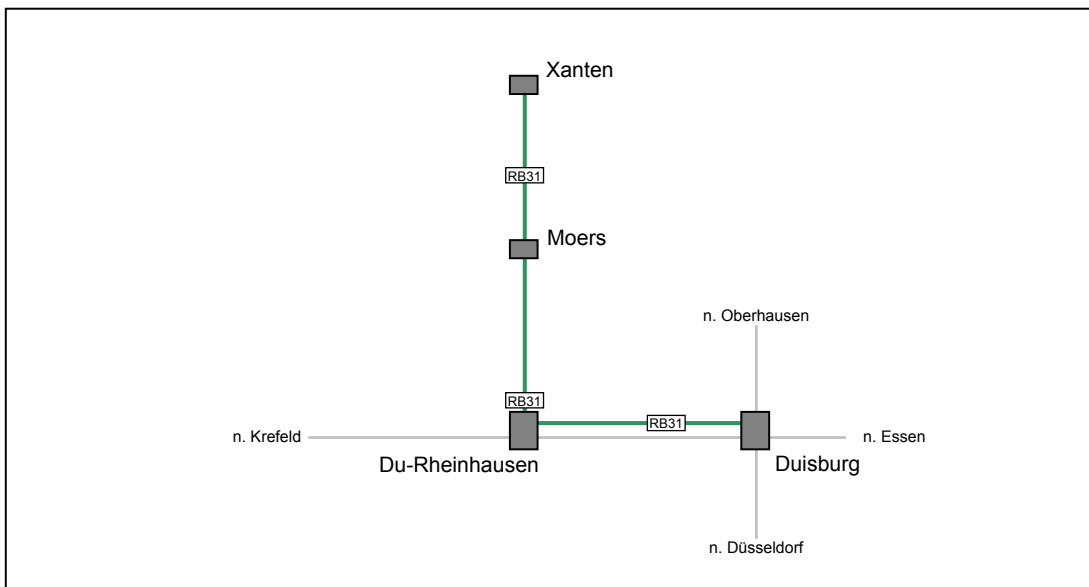 Xanten
RB31
Moers
n. Oberhausen
RB31
RB31
n. Krefeld
n. Essen
Du-Rheinhausen
Duisburg
n. Düsseldorf